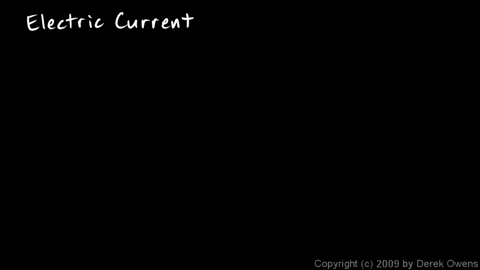 Electric Current
Copyright (c) 2009 by Derek Owens